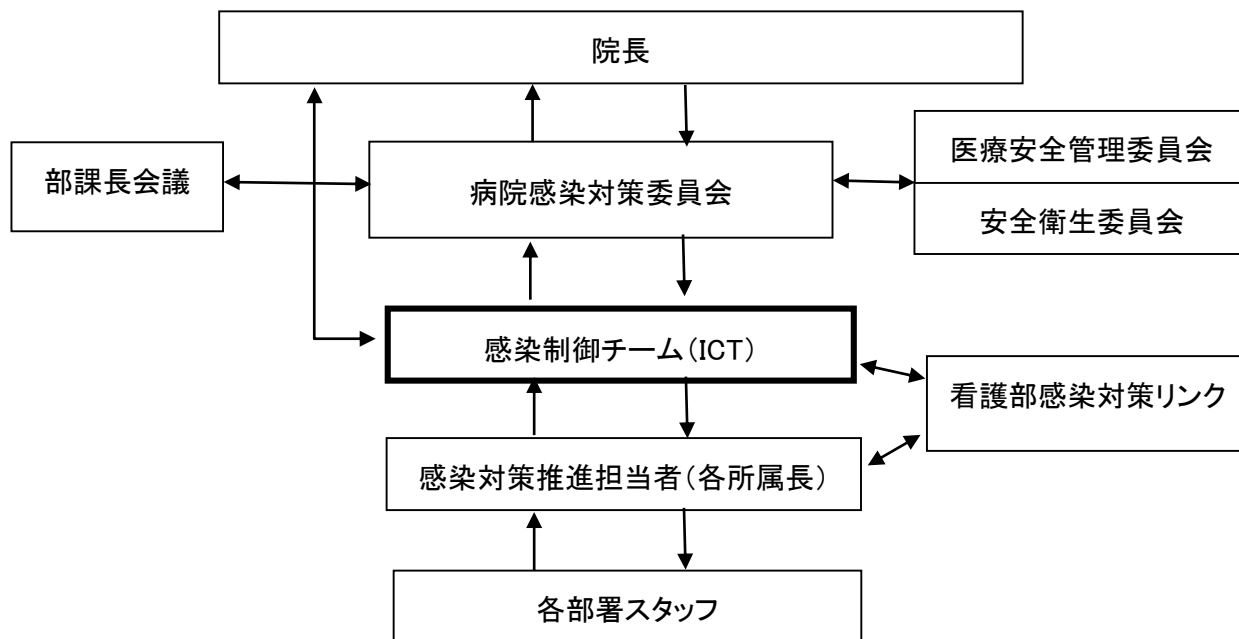 院長
医療安全管理委員会
部課長会議
病院感染対策委員会
安全衛生委員会
感染制御チーム(ICT)
看護部感染対策リンク
感染対策推進担当者(各所属長)
各部署スタッフ